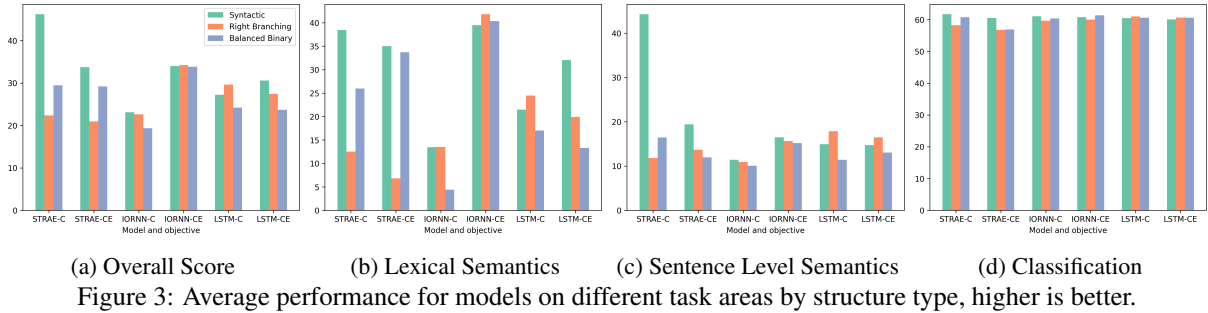 Syntactic
Right Branching
Balanced Binary
40
30
20
10
0
STRAE-C STRAE-CE IORNN-C IORNN-CE LSTM-C LSTM-CE
Model and objective
(a) Overall Score
40
35
30
25
20
15
10
5
0
STRAE-C STRAE-CE IORNN-C IORNN-CE LSTM-C LSTM-CE
Model and objective
(b) Lexical Semantics
40
30
20
10
0
STRAE-C STRAE-CE IORNN-C IORNN-CE LSTM-C LSTM-CE
Model and objective
(c) Sentence Level Semantics
60
50
40
30
20
10
0
STRAE-C STRAE-CE IORNN-C IORNN-CE LSTM-C LSTM-CE
Model and objective
(d) Classification
Figure 3: Average performance for models on different task areas by structure type, higher is better.